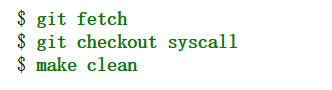 $ git fetch
$ git checkout syscall
$ make clean